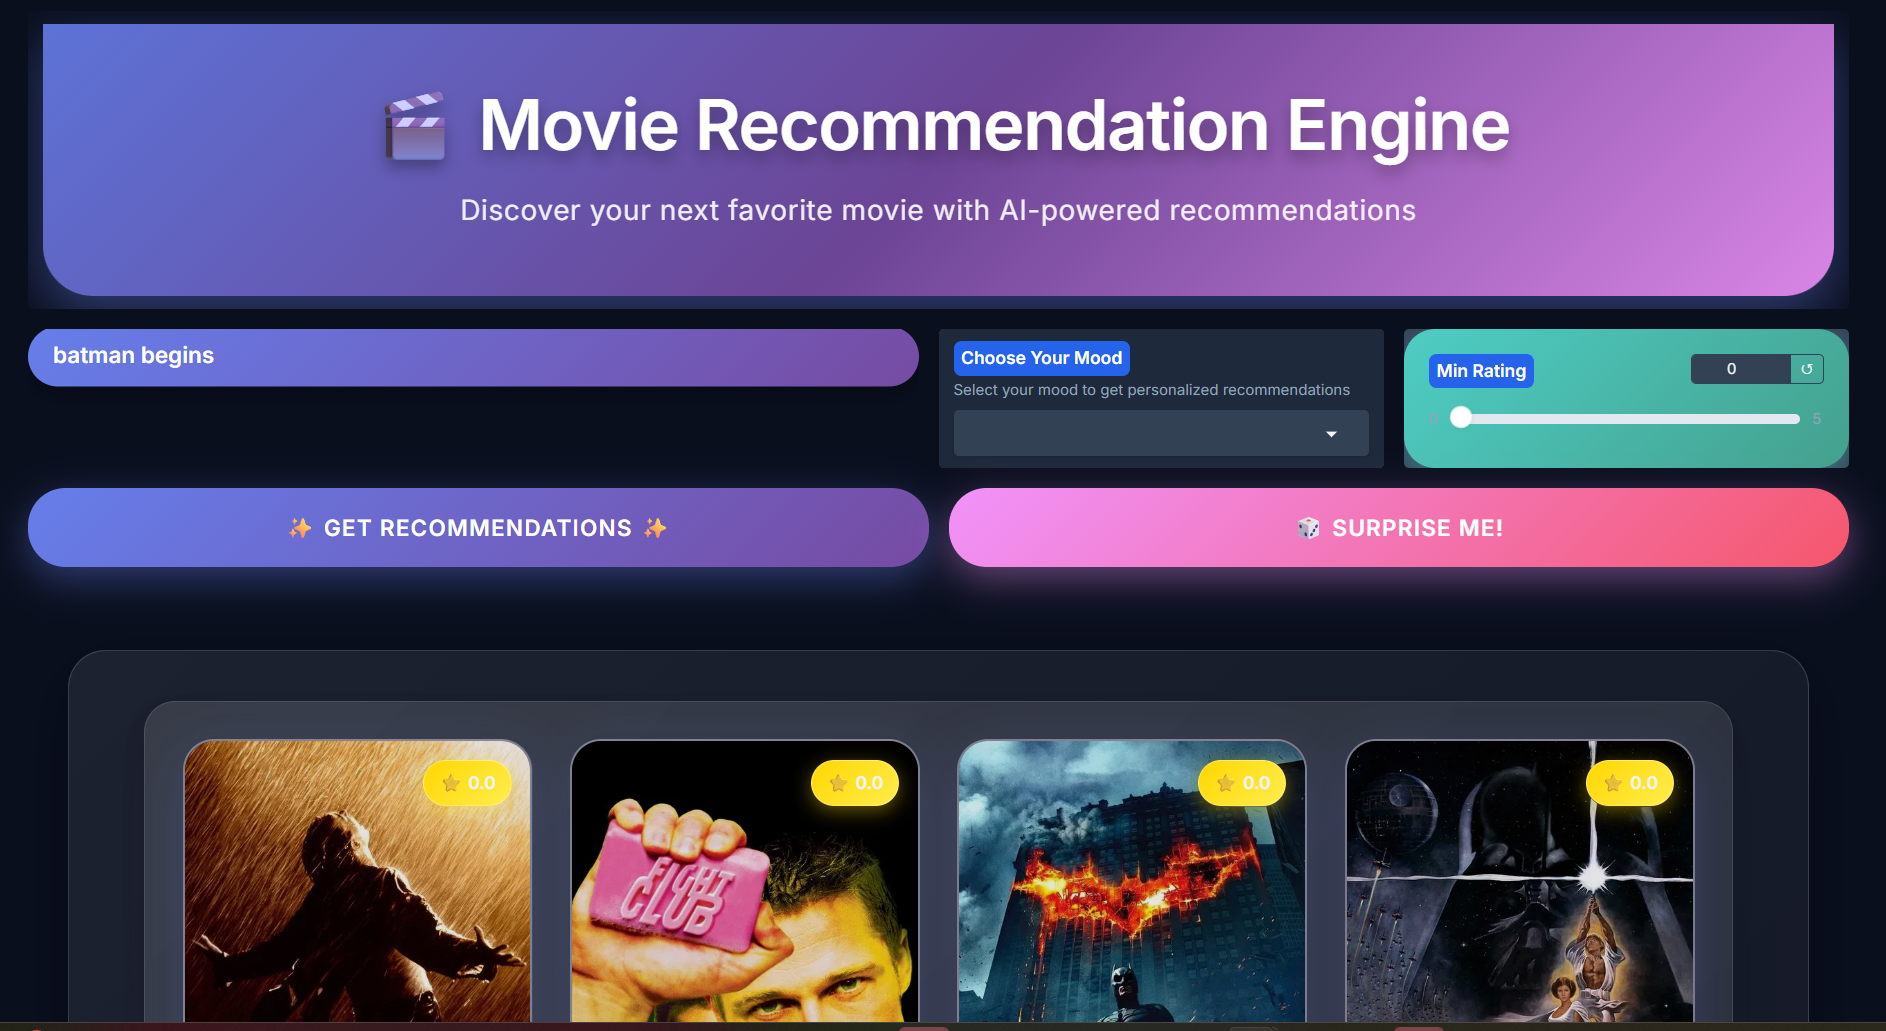 Movie Recommendation Engine
Discover your next favorite movie with AI-powered recommendations
batman begins
Choose Your Mood
Select your mood to get personalized recommendations
Min Rating
0
↺
0
5
GET RECOMMENDATIONS
SURPRISE ME!
0.0
0.0
0.0
0.0
FIGHT
CLUB